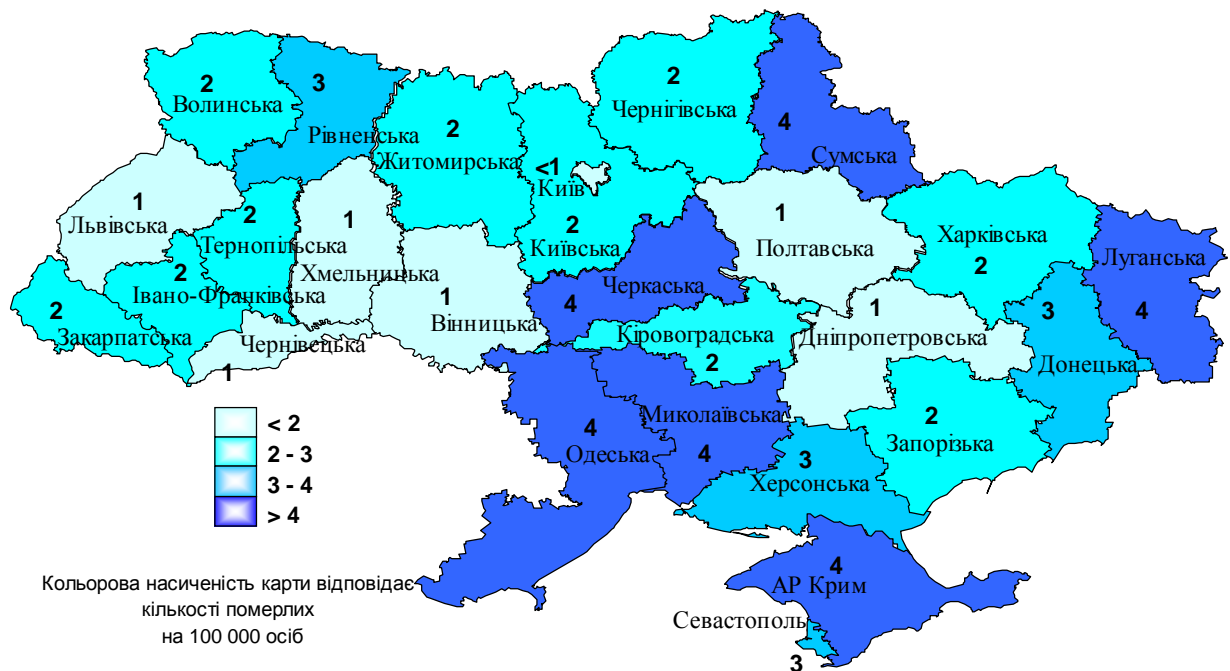 2
Волинська
3
Рівненська
2
Житомирська
<1
Київ
2
Київська
2
Чернігівська
4
Сумська
1
Львівська
2
Тернопільська
1
Хмельницька
2
Івано-Франківська
2
Закарпатська
Чернівецька
1
1
Вінницька
4
Черкаська
1
Полтавська
Харківська
2
Луганська
4
Кіровоградська
2
1
Дніпропетровська
3
Донецька
4
Одеська
Миколаївська
4
2
Запорізька
3
Херсонська
4
АР Крим
Севастополь
3
< 2
2 - 3
3 - 4
> 4
Кольорова насиченість карти відповідає
кількості померлих
на 100 000 осіб